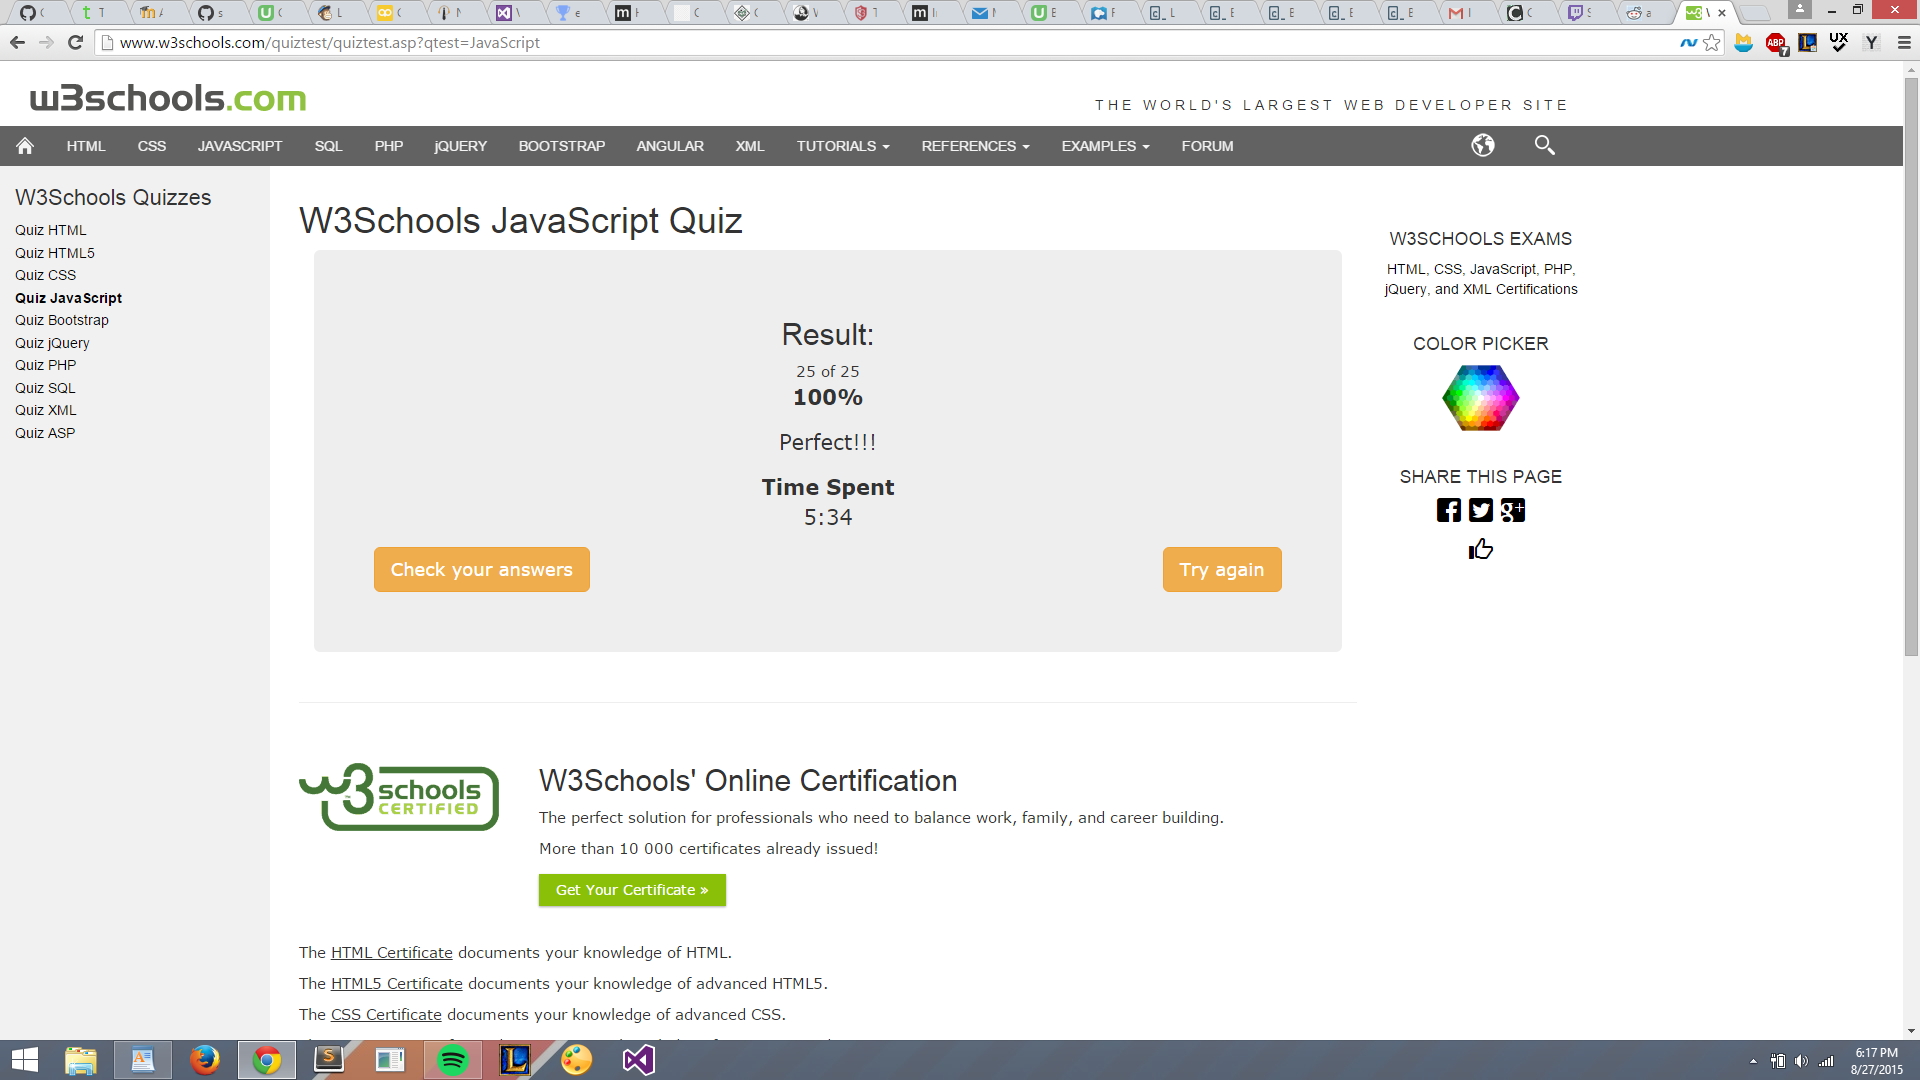 www.w3schools.com/quiztest/quiztest.asp?qtest=JavaScript
w3schools.com
THE WORLD'S LARGEST WEB DEVELOPER SITE
HTML CSS JAVASCRIPT SQL PHP jQUERY BOOTSTRAP ANGULAR XML TUTORIALS REFERENCES EXAMPLES FORUM
W3Schools Quizzes
Quiz HTML
Quiz HTML5
Quiz CSS
Quiz JavaScript
Quiz Bootstrap
Quiz jQuery
Quiz PHP
Quiz SQL
Quiz XML
Quiz ASP
W3Schools JavaScript Quiz
Result:
25 of 25
100%
Perfect!!!
Time Spent
5:34
Check your answers
Try again
W3SCHOOLS EXAMS
HTML, CSS, JavaScript, PHP,
jQuery, and XML Certifications
COLOR PICKER
SHARE THIS PAGE
w3schools
CERTIFIED
W3Schools' Online Certification
The perfect solution for professionals who need to balance work, family, and career building.
More than 10 000 certificates already issued!
Get Your Certificate »
The HTML Certificate documents your knowledge of HTML.
The HTML5 Certificate documents your knowledge of advanced HTML5.
The CSS Certificate documents your knowledge of advanced CSS.
6:17 PM
8/27/2015